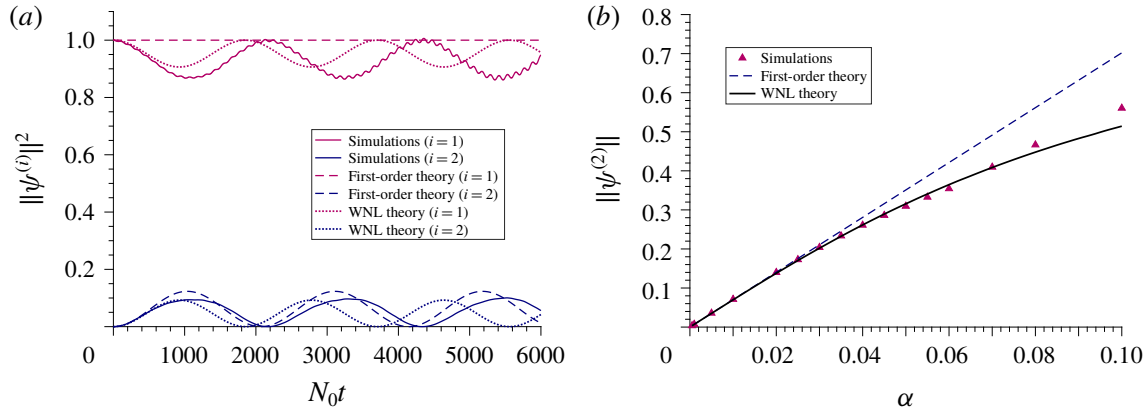 (a)
1.0
0.8
0.6
0.4
0.2
||ψ^(i)||²
Simulations (i = 1)
Simulations (i = 2)
First-order theory (i = 1)
First-order theory (i = 2)
WNL theory (i = 1)
WNL theory (i = 2)
0 1000 2000 3000 4000 5000 6000
N₀t
(b)
0.8
0.7
0.6
0.5
0.4
0.3
0.2
0.1
||ψ^(2)||
Simulations
First-order theory
WNL theory
0 0.02 0.04 0.06 0.08 0.10
α